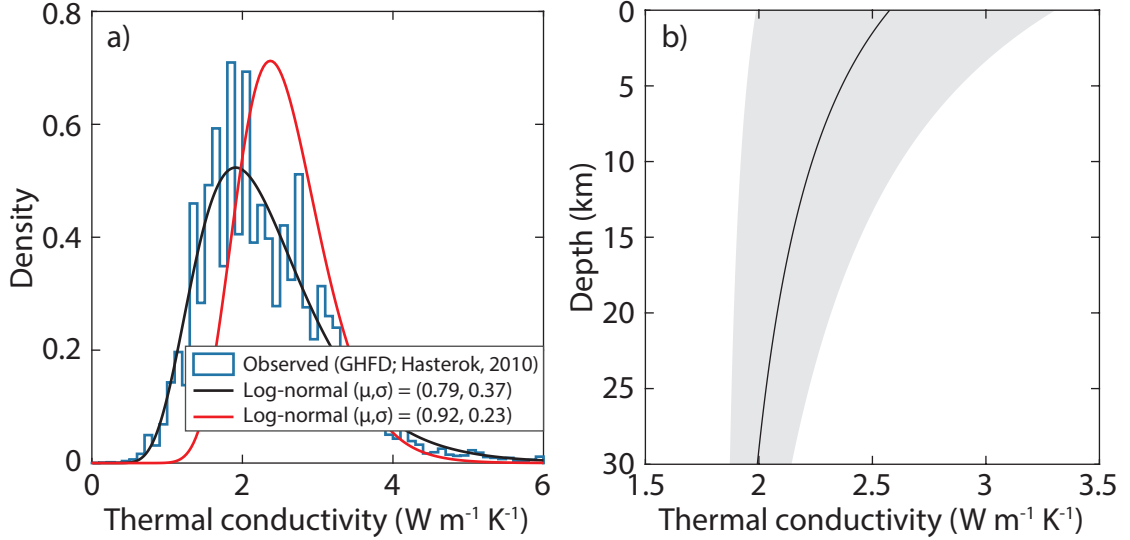 a)
0.8
0.6
0.4
0.2
0
Density
Observed (GHFD; Hasterok, 2010)
Log-normal (μ,σ) = (0.79, 0.37)
Log-normal (μ,σ) = (0.92, 0.23)
0 2 4 6
Thermal conductivity (W m⁻¹ K⁻¹)
b)
0
5
10
15
20
25
30
Depth (km)
1.5 2 2.5 3 3.5
Thermal conductivity (W m⁻¹ K⁻¹)